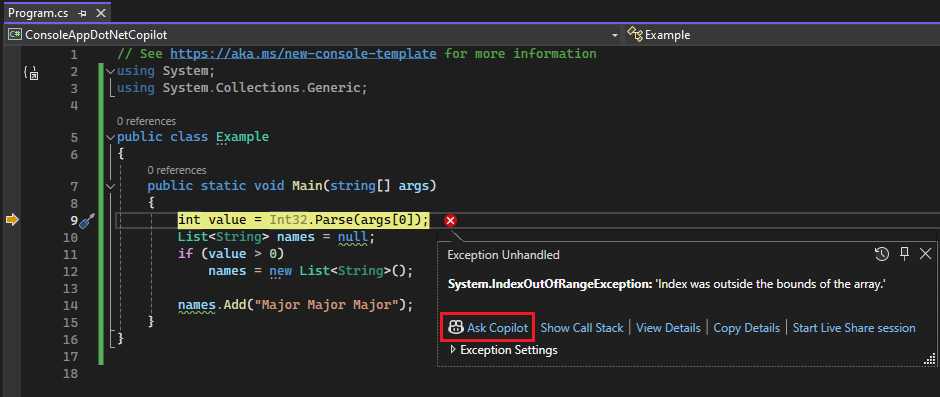 Program.cs
C# ConsoleAppDotNetCopilot Example
1 // See https://aka.ms/new-console-template for more information
2 using System;
3 using System.Collections.Generic;
4
0 references
5 public class Example
6 {
0 references
7 public static void Main(string[] args)
8 {
9 int value = Int32.Parse(args[0]);
10 List<String> names = null;
11 if (value > 0)
12 names = new List<String>();
13
14 names.Add("Major Major Major");
15 }
16 }
17
18
Exception Unhandled
System.IndexOutOfRangeException: 'Index was outside the bounds of the array.'
Ask Copilot Show Call Stack | View Details | Copy Details | Start Live Share session
Exception Settings